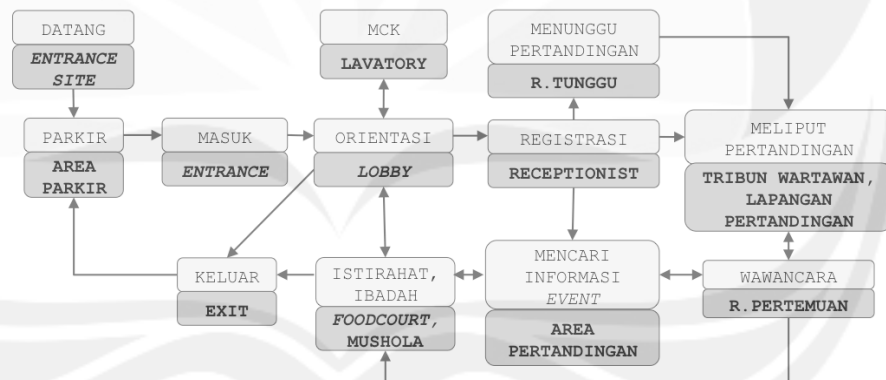 DATANG
ENTRANCE
SITE
MCK
LAVATORY
MENUNGGU
PERTANDINGAN
R.TUNGGU
PARKIR
AREA
PARKIR
MASUK
ENTRANCE
ORIENTASI
LOBBY
REGISTRASI
RECEPTIONIST
MELIPUT
PERTANDINGAN
TRIBUN WARTAWAN,
LAPANGAN
PERTANDINGAN
KELUAR
EXIT
ISTIRAHAT,
IBADAH
FOODCOURT,
MUSHOLA
MENCARI
INFORMASI
EVENT
AREA
PERTANDINGAN
WAWANCARA
R.PERTEMUAN